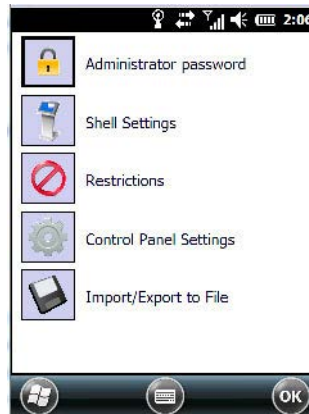 2:06
Administrator password
Shell Settings
Restrictions
Control Panel Settings
Import/Export to File
OK